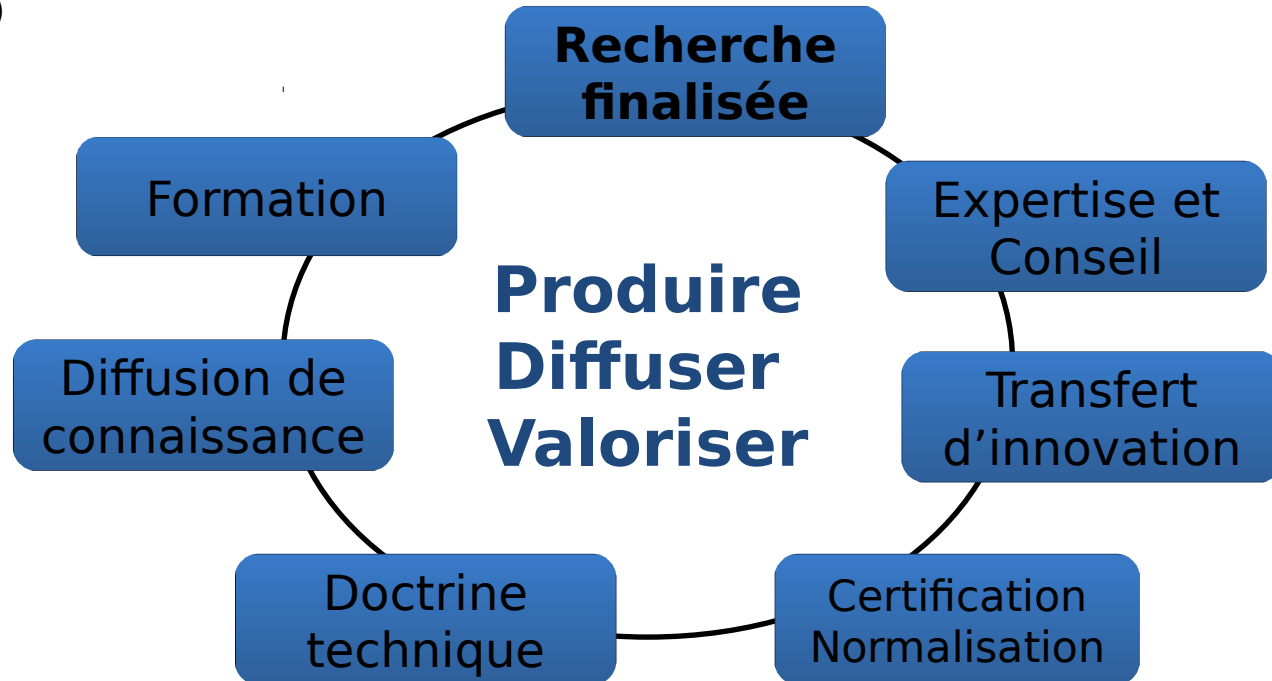 Recherche
finalisée
Formation
Expertise et
Conseil
Produire
Diffuser
Valoriser
Diffusion de
connaissance
Transfert
d’innovation
Doctrine
technique
Certification
Normalisation